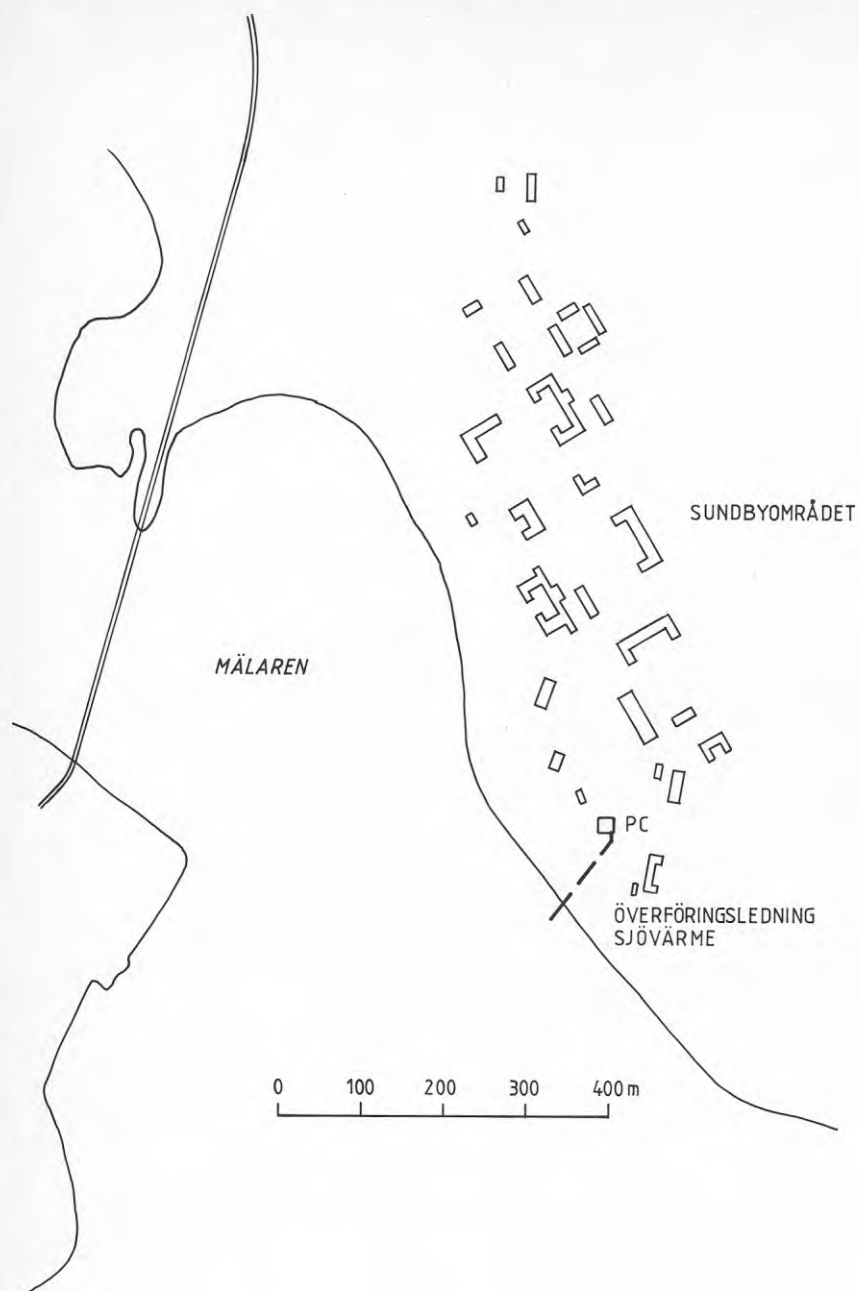 SUNDBYOMRÅDET
MÄLAREN
PC
ÖVERFÖRINGSLEDNING
SJÖVÄRME
0 100 200 300 400 m